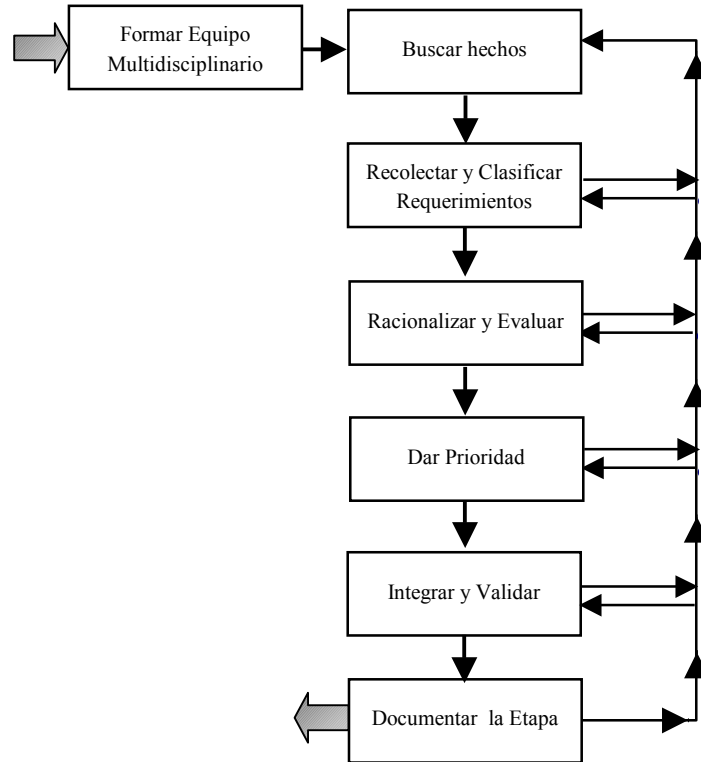 Formar Equipo
Multidisciplinario
Buscar hechos
Recolectar y Clasificar
Requerimientos
Racionalizar y Evaluar
Dar Prioridad
Integrar y Validar
Documentar la Etapa